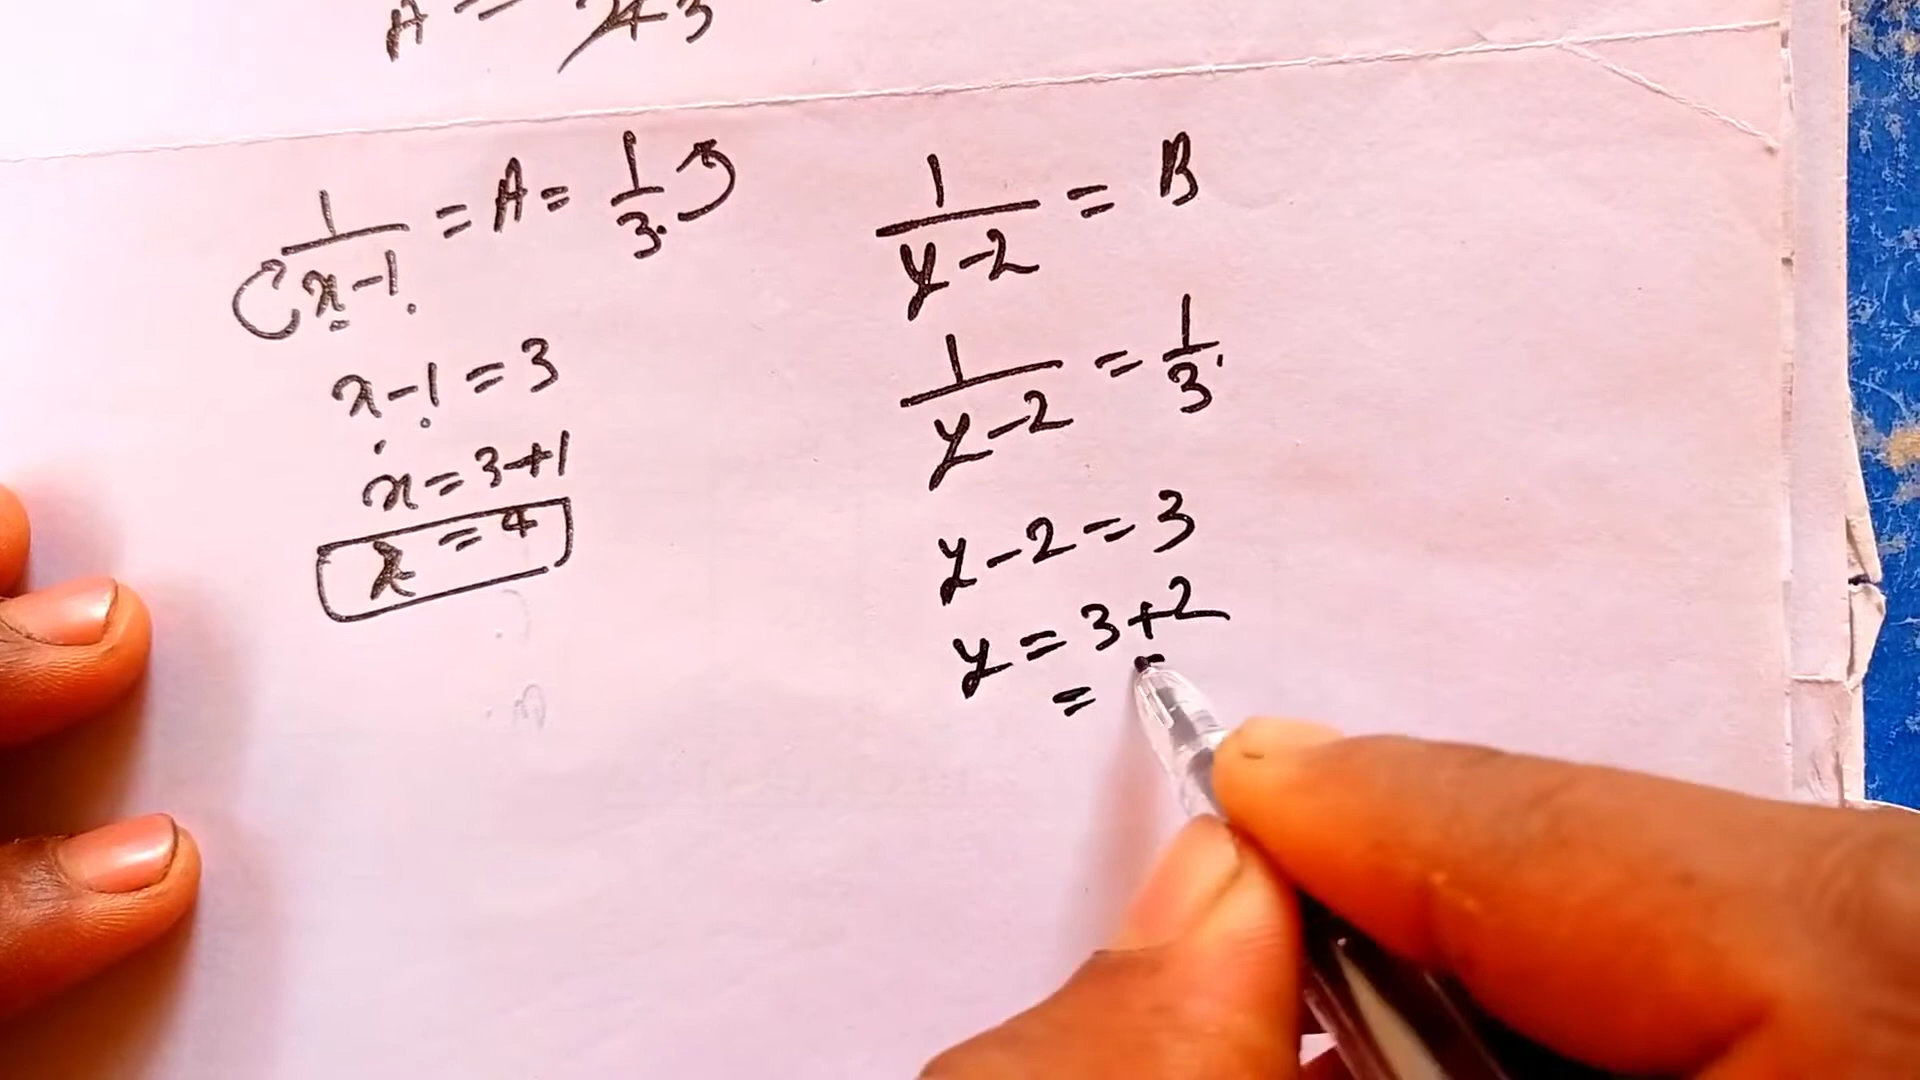 A =
1/(x-1) = A = 1/3
x-1 = 3
x = 3+1
x = 4
1/(y-2) = B
1/(y-2) = 1/3
y-2 = 3
y = 3+2
=